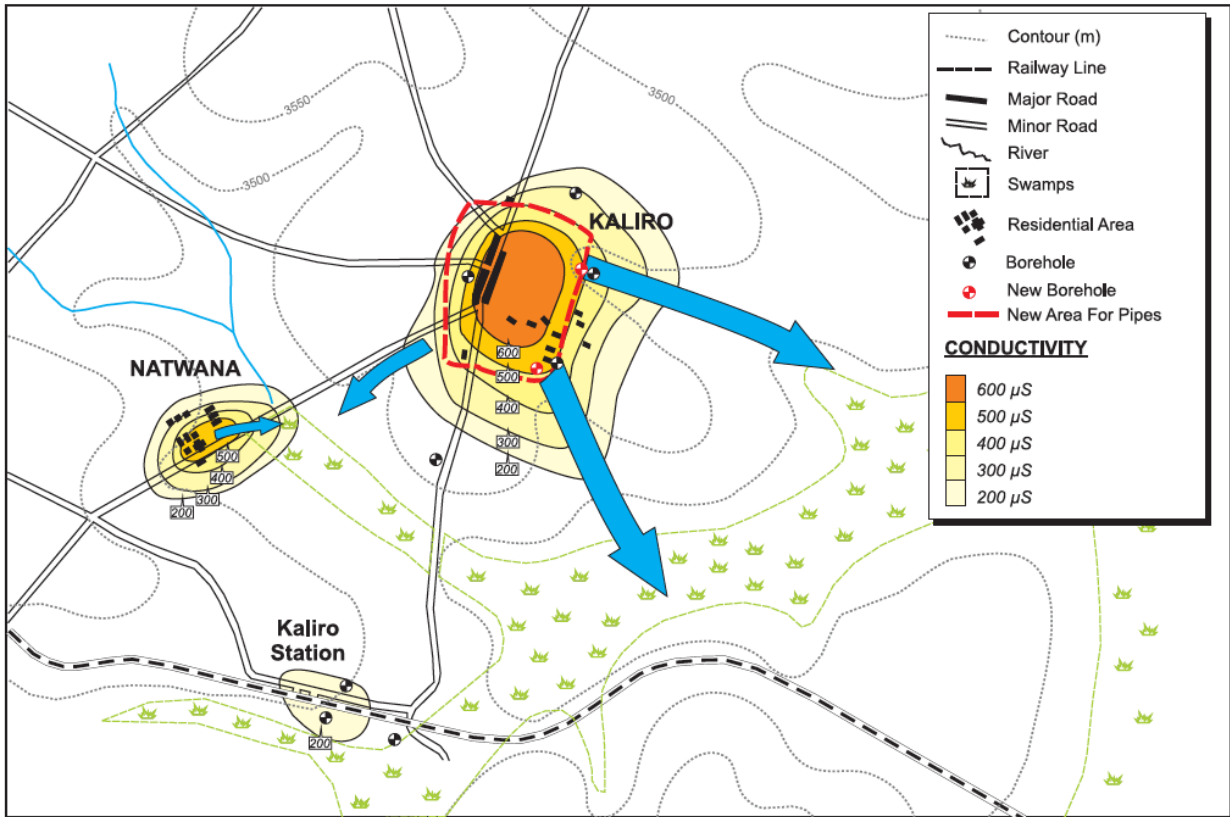 3550
3500
3500
KALIRO
600
500
400
300
200
NATWANA
500
400
300
200
Kaliro
Station
200
Contour (m)
Railway Line
Major Road
Minor Road
River
Swamps
Residential Area
Borehole
New Borehole
New Area For Pipes
CONDUCTIVITY
600 µS
500 µS
400 µS
300 µS
200 µS